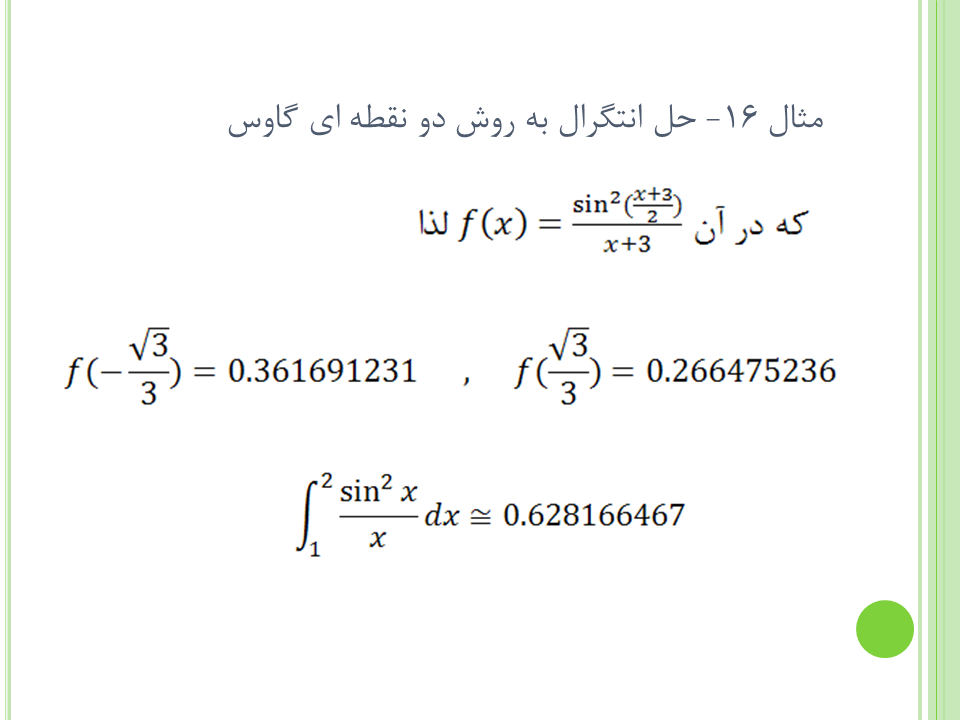 مثال ۱۶- حل انتگرال به روش دو نقطه ای گاوس
که در آن f(x) = sin²((x+3)/2)/(x+3) لذا
f(−√3/3) = 0.361691231 , f(√3/3) = 0.266475236
∫₁² sin² x / x dx ≅ 0.628166467